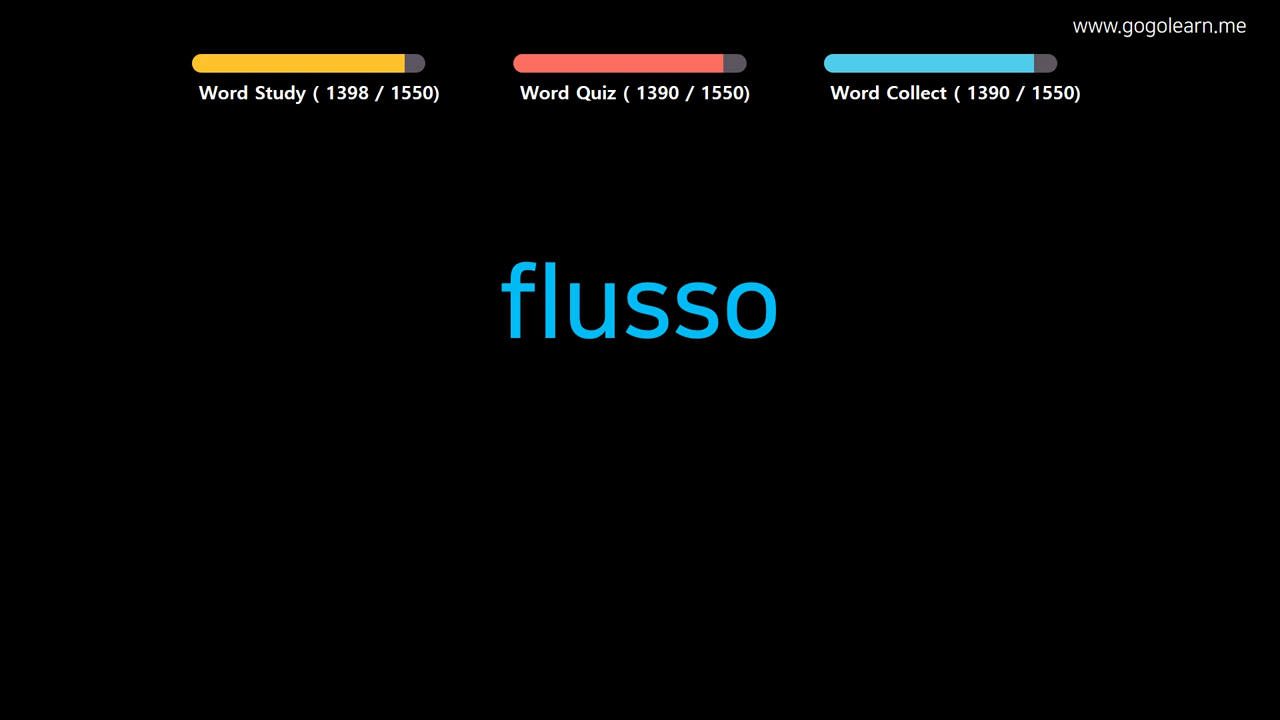 www.gogolearn.me
Word Study ( 1398 / 1550)
Word Quiz ( 1390 / 1550)
Word Collect ( 1390 / 1550)
flusso